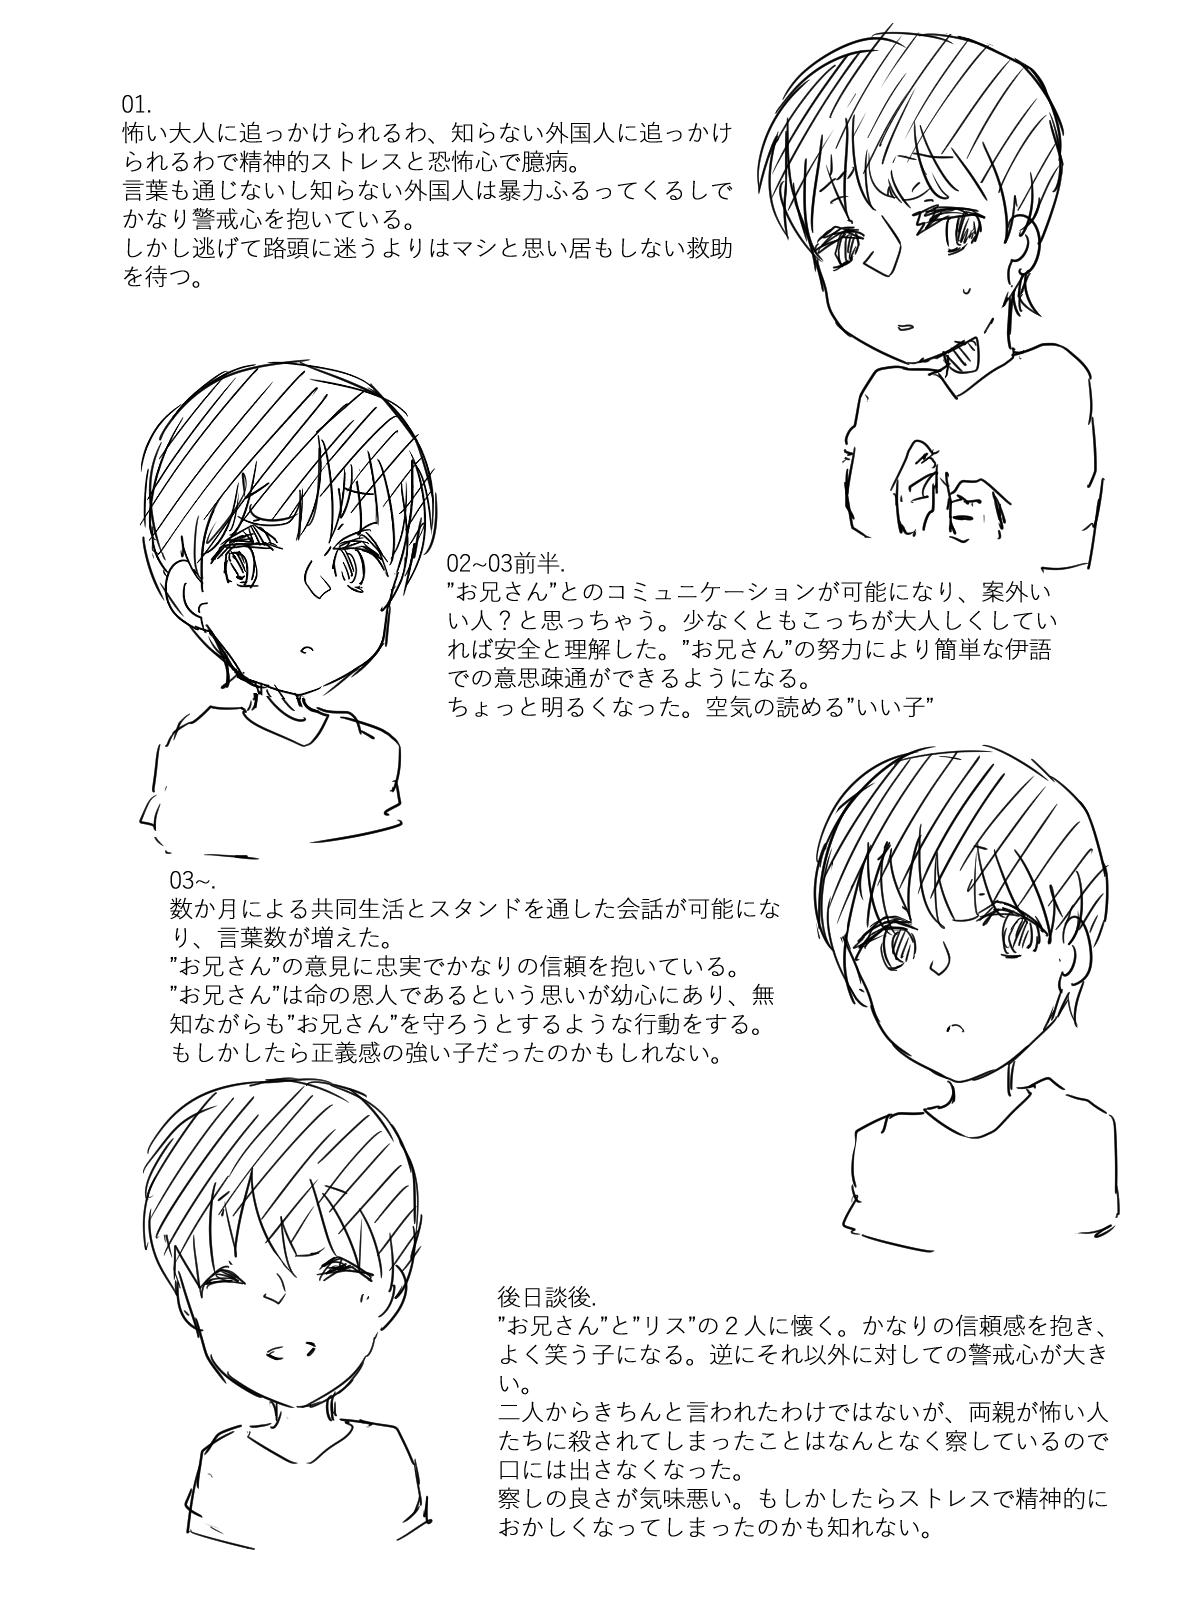 01.
怖い大人に追っかけられるわ、知らない外国人に追っかけ
られるわで精神的ストレスと恐怖心で臆病。
言葉も通じないし知らない外国人は暴力ふるってくるしで
かなり警戒心を抱いている。
しかし逃げて路頭に迷うよりはマシと思い居もしない救助
を待つ。
02~03前半.
”お兄さん”とのコミュニケーションが可能になり、案外い
い人？と思っちゃう。少なくともこっちが大人しくしてい
れば安全と理解した。”お兄さん”の努力により簡単な伊語
での意思疎通ができるようになる。
ちょっと明るくなった。空気の読める”いい子”
03~.
数か月による共同生活とスタンドを通した会話が可能にな
り、言葉数が増えた。
”お兄さん”の意見に忠実でかなりの信頼を抱いている。
”お兄さん”は命の恩人であるという思いが幼心にあり、無
知ながらも”お兄さん”を守ろうとするような行動をする。
もしかしたら正義感の強い子だったのかもしれない。
後日談後.
”お兄さん”と”リス”の２人に懐く。かなりの信頼感を抱き、
よく笑う子になる。逆にそれ以外に対しての警戒心が大き
い。
二人からきちんと言われたわけではないが、両親が怖い人
たちに殺されてしまったことはなんとなく察しているので
口には出さなくなった。
察しの良さが気味悪い。もしかしたらストレスで精神的に
おかしくなってしまったのかも知れない。